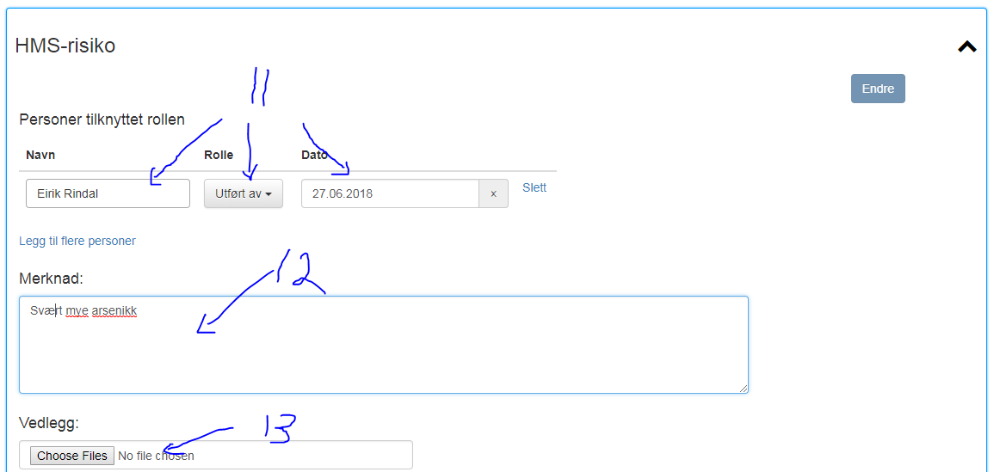 HMS-risiko
11
Endre
Personer tilknyttet rollen
Navn Rolle Dato
Eirik Rindal Utført av 27.06.2018 × Slett
Legg til flere personer
12
Merknad:
Svært mye arsenikk
Vedlegg:
13
Choose Files No file chosen